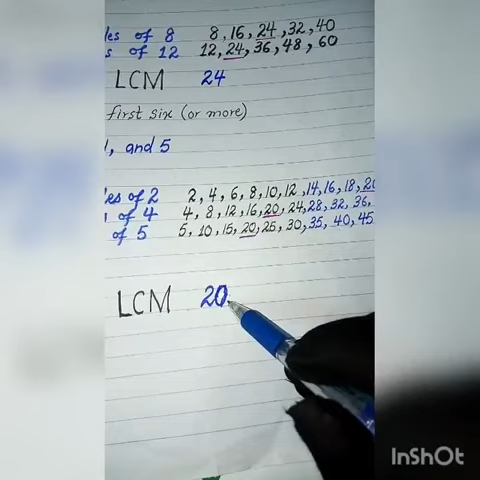 les of 8 8, 16, 24, 32, 40
s of 12 12, 24, 36, 48, 60
LCM 24
first six (or more)
, and 5
les of 2 2, 4, 6, 8, 10, 12, 14, 16, 18, 20
of 4 4, 8, 12, 16, 20, 24, 28, 32, 36,
of 5 5, 10, 15, 20, 25, 30, 35, 40, 45
LCM 20
InShOt